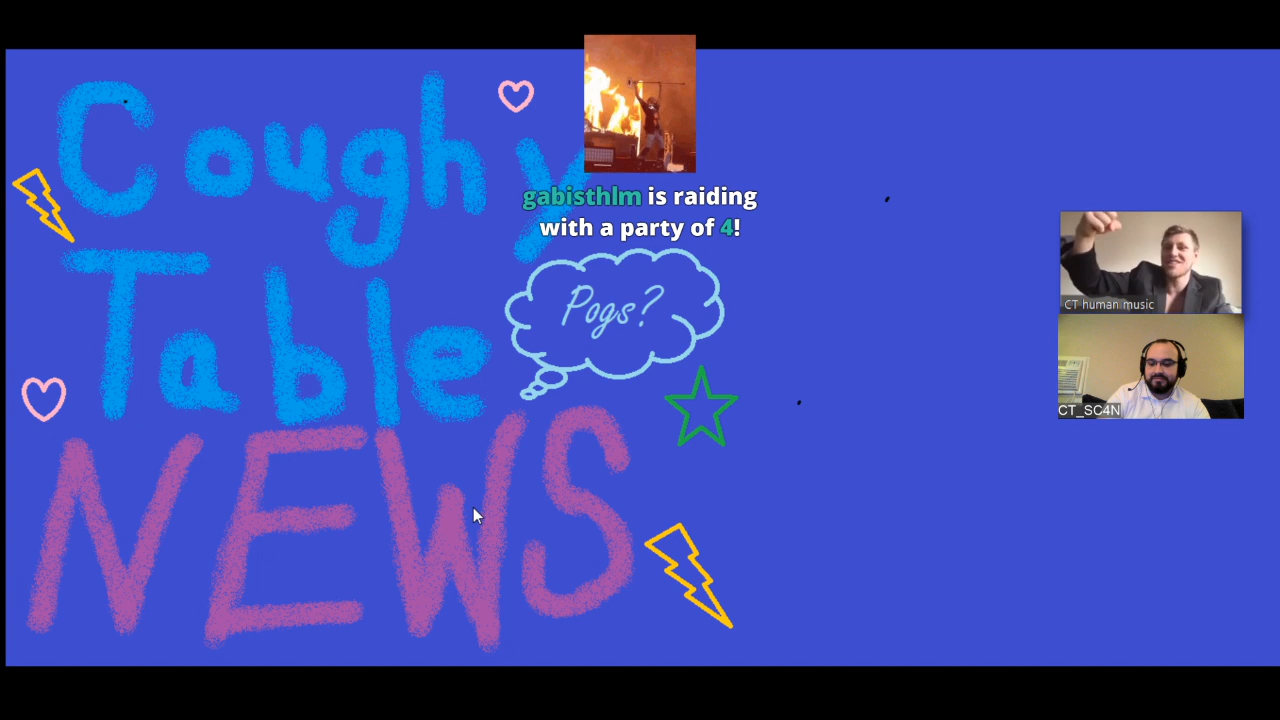 Coughy
Table
NEWS
gabisthlm is raiding
with a party of 4!
Pogs?
CT human music
CT_SC4N